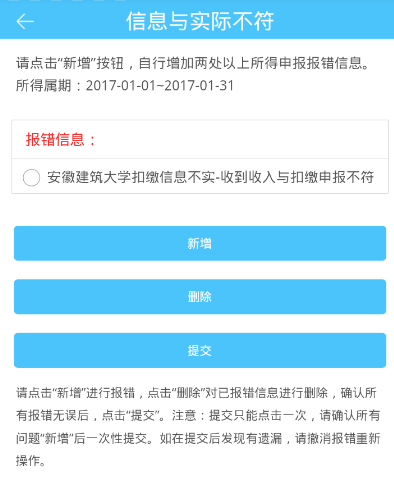 信息与实际不符
请点击“新增”按钮，自行增加两处以上所得申报报错信息。
所得属期：2017-01-01~2017-01-31
报错信息：
安徽建筑大学扣缴信息不实-收到收入与扣缴申报不符
新增
删除
提交
请点击“新增”进行报错，点击“删除”对已报错信息进行删除，确认所
有报错无误后，点击“提交”。注意：提交只能点击一次，请确认所有
问题”新增”后一次性提交。如在提交后发现有遗漏，请撤消报错重新
操作。